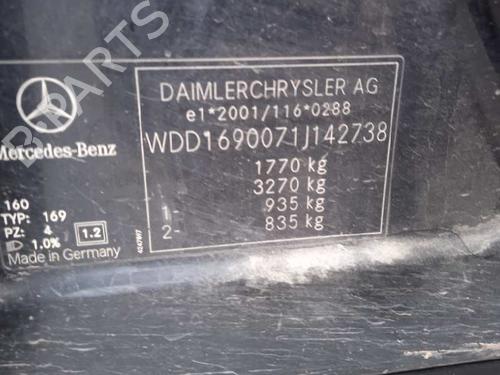 B PARTS
Mercedes-Benz
160
TYP: 169
PZ: 4
1.0%
1.2
Made in Germany
DAIMLERCHRYSLER AG
e1*2001/116*0288
WDD1690071J142738
1770 kg
3270 kg
1- 935 kg
2- 835 kg